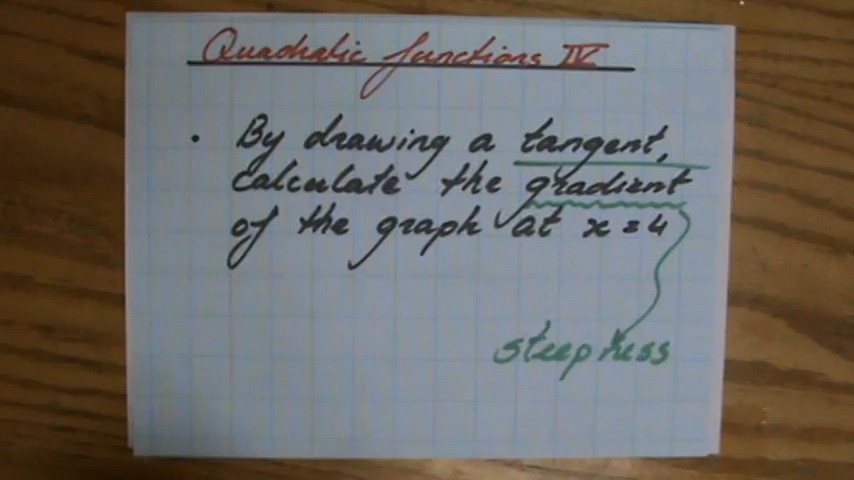 Quadratic functions IV
• By drawing a tangent,
calculate the gradient
of the graph at x = 4
steepness